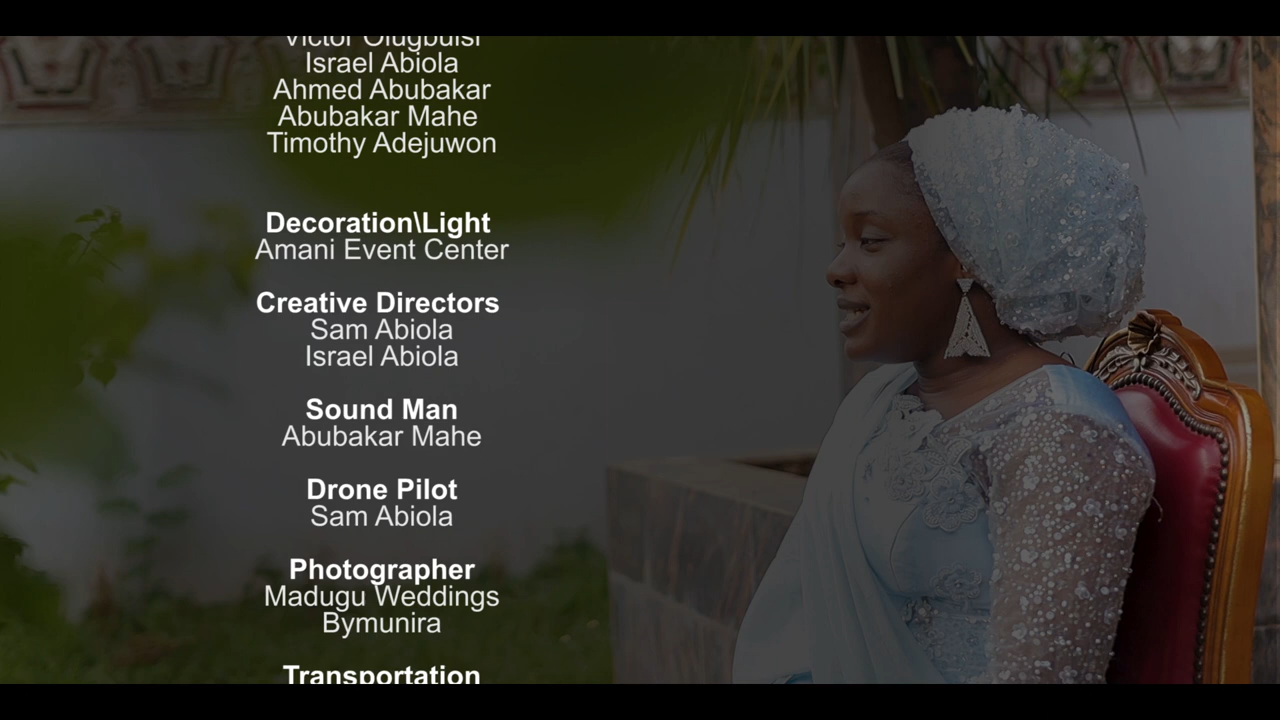 Israel Abiola
Ahmed Abubakar
Abubakar Mahe
Timothy Adejuwon
Decoration\Light
Amani Event Center
Creative Directors
Sam Abiola
Israel Abiola
Sound Man
Abubakar Mahe
Drone Pilot
Sam Abiola
Photographer
Madugu Weddings
Bymunira
Transportation